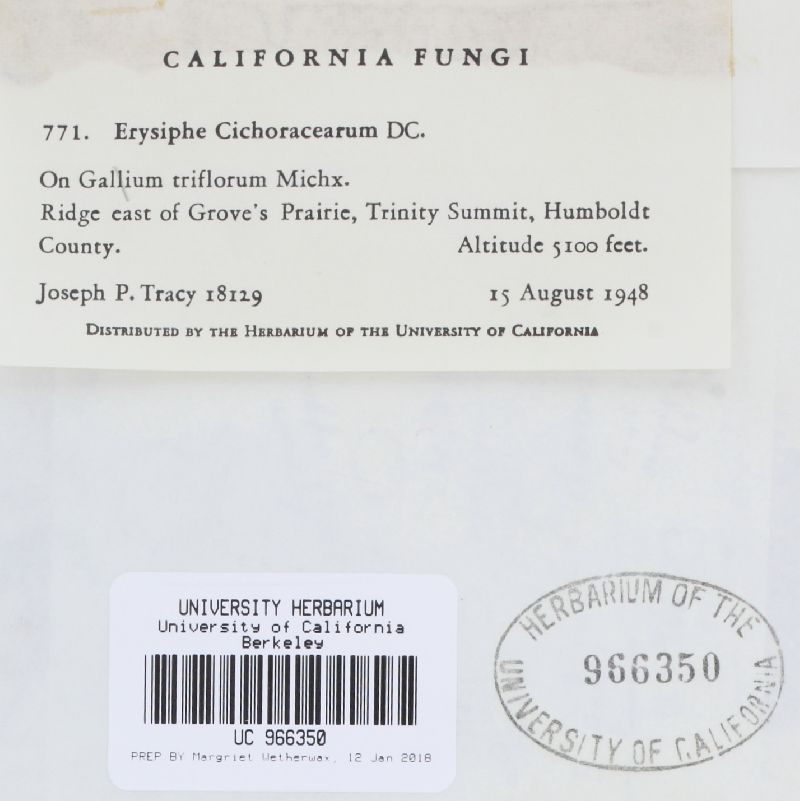 CALIFORNIA FUNGI
771. Erysiphe Cichoracearum DC.
On Gallium triflorum Michx.
Ridge east of Grove's Prairie, Trinity Summit, Humboldt
County. Altitude 5100 feet.
Joseph P. Tracy 18129 15 August 1948
DISTRIBUTED BY THE HERBARIUM OF THE UNIVERSITY OF CALIFORNIA
UNIVERSITY HERBARIUM
University of California
Berkeley
UC 966350
PREP BY Margriet Wetherwax, 12 Jan 2018
HERBARIUM OF THE
966350
UNIVERSITY OF CALIFORNIA